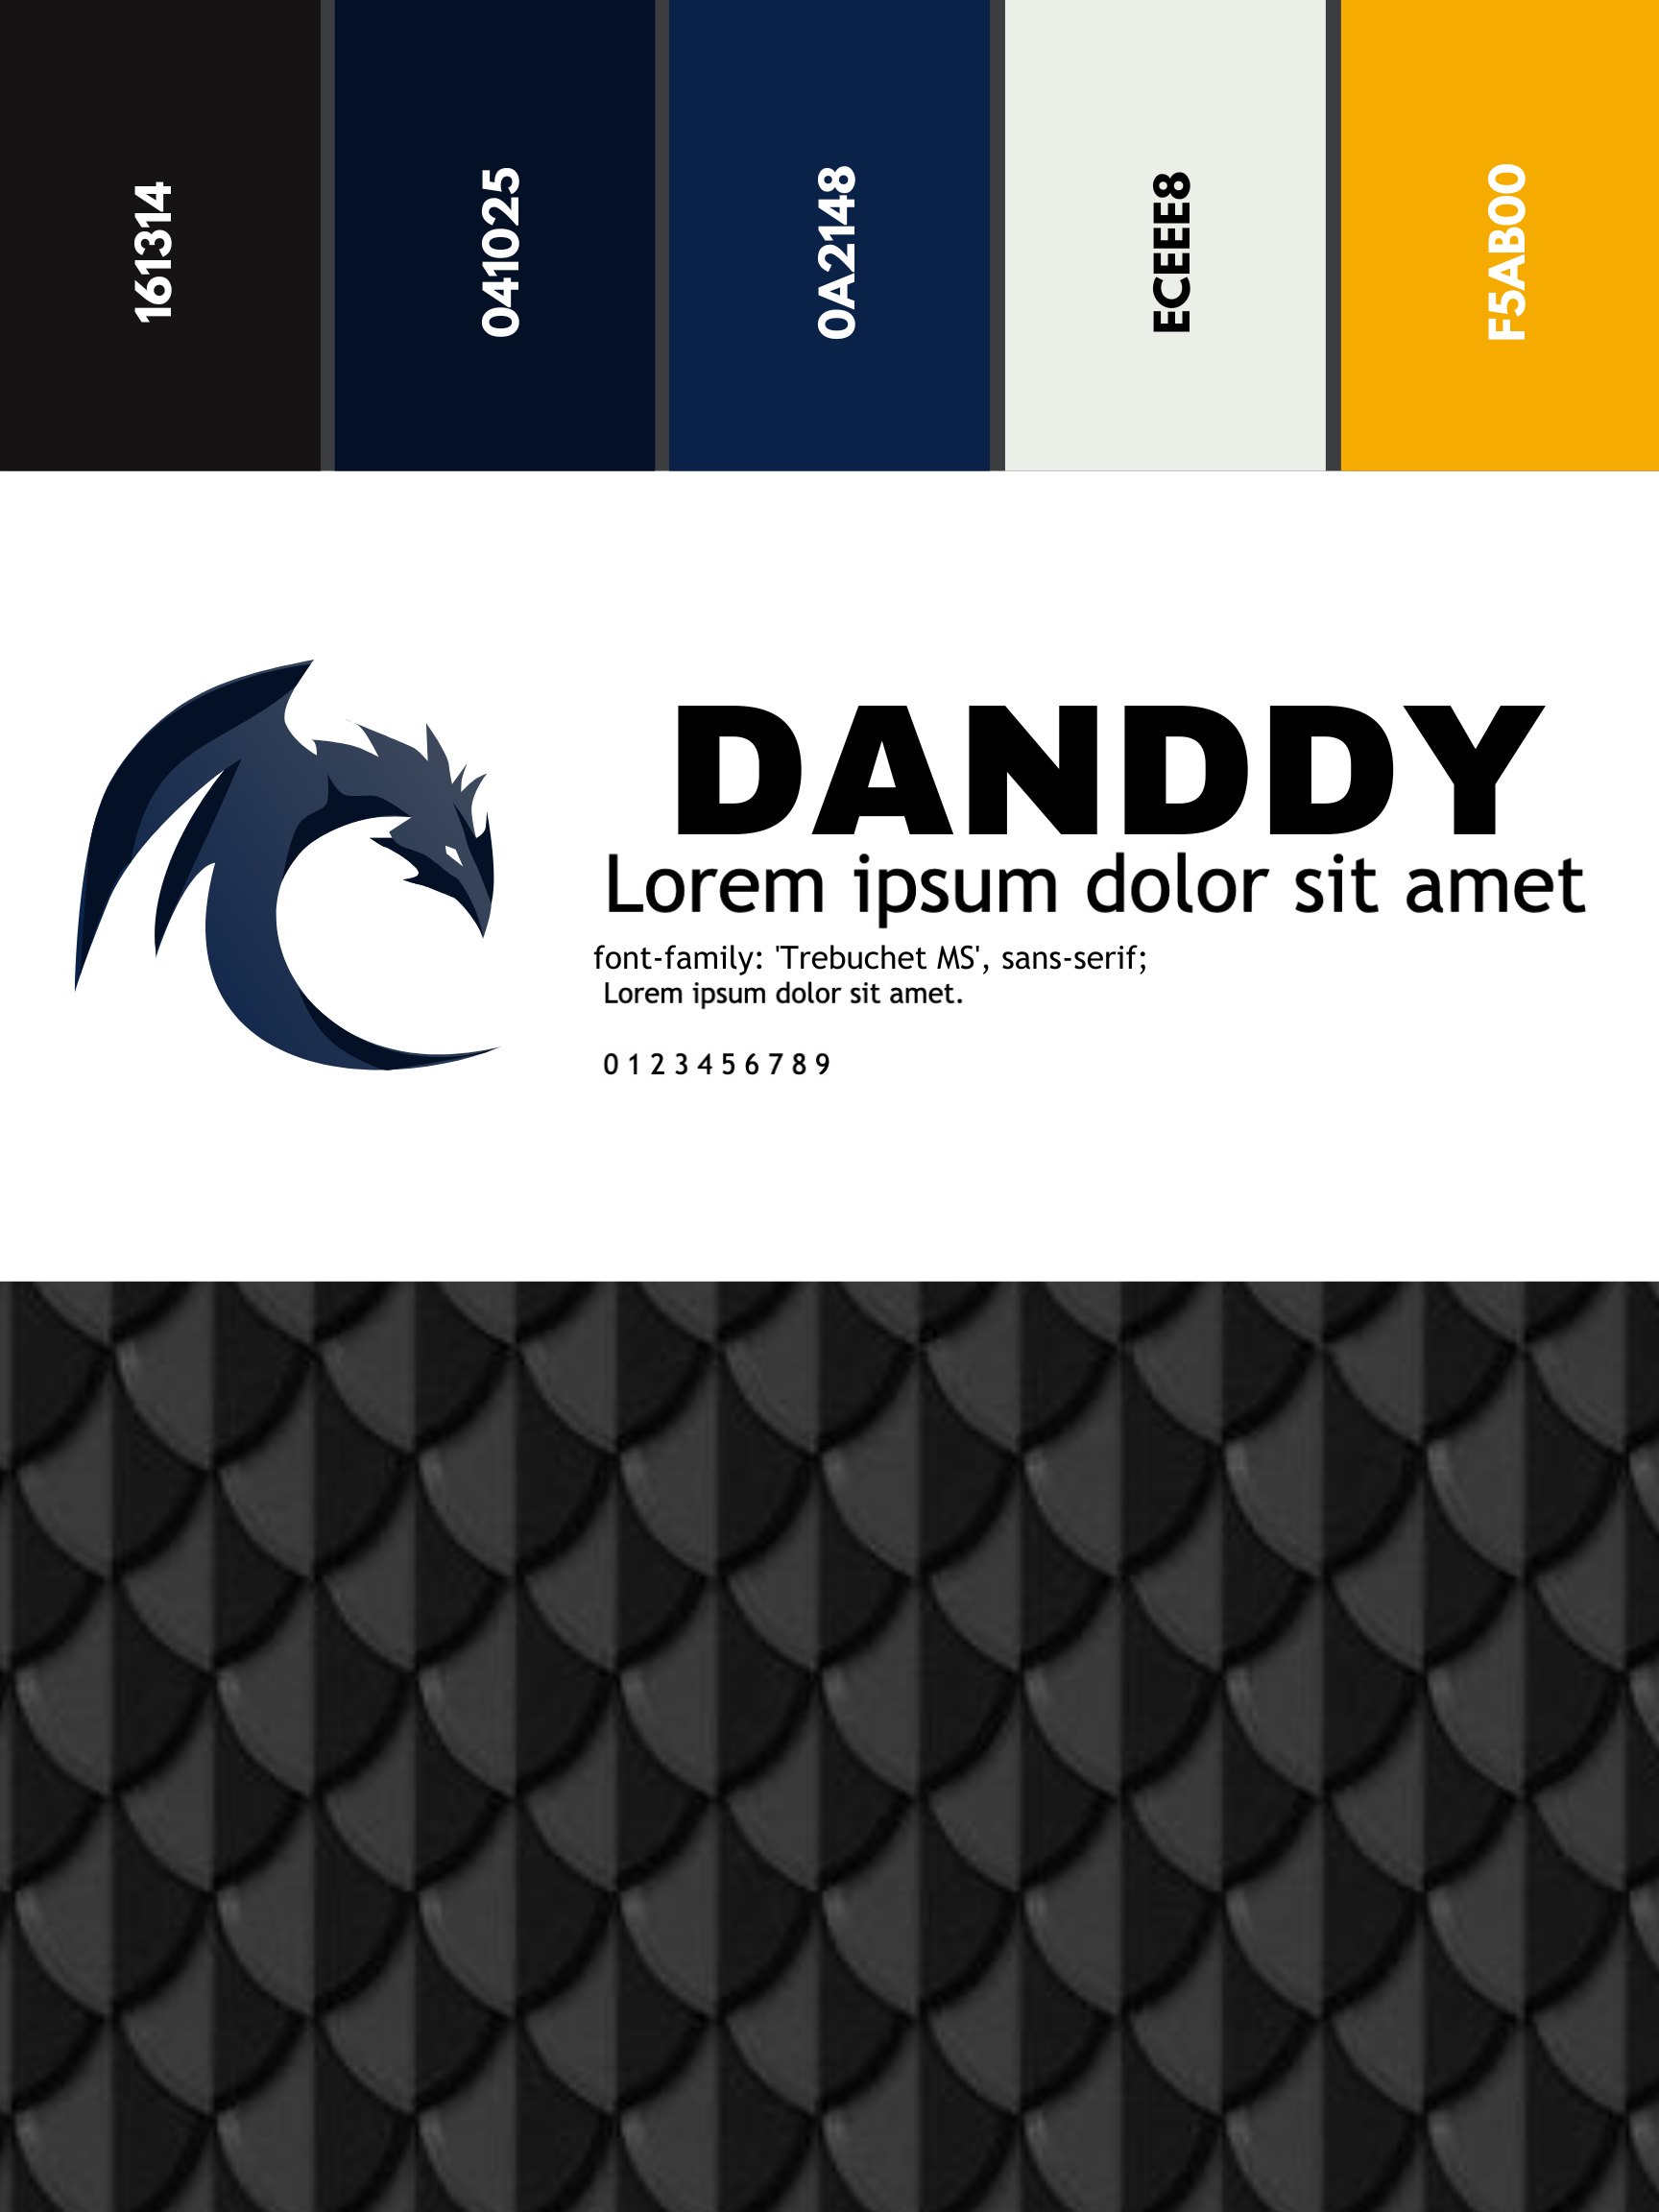 161314
041025
0A2148
ECEEE8
F5AB00
DANDDY
Lorem ipsum dolor sit amet
font-family: 'Trebuchet MS', sans-serif;
Lorem ipsum dolor sit amet.
0 1 2 3 4 5 6 7 8 9